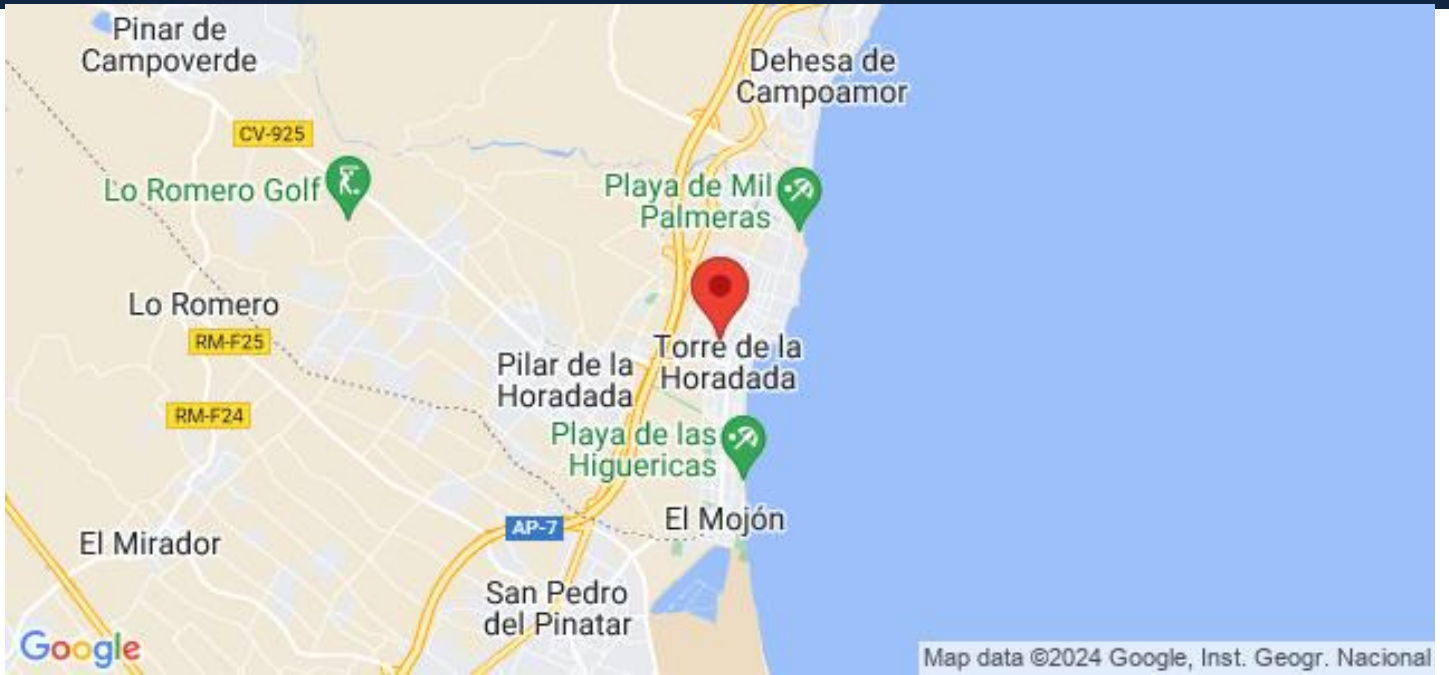 Pinar de
Campoverde
Dehesa de
Campoamor
CV-925
Lo Romero Golf
Playa de Mil
Palmeras
Lo Romero
RM-F25
Torre de la
Horadada
Pilar de la
Horadada
RM-F24
Playa de las
Higuericas
El Mojón
AP-7
El Mirador
San Pedro
del Pinatar
Google
Map data ©2024 Google, Inst. Geogr. Nacional